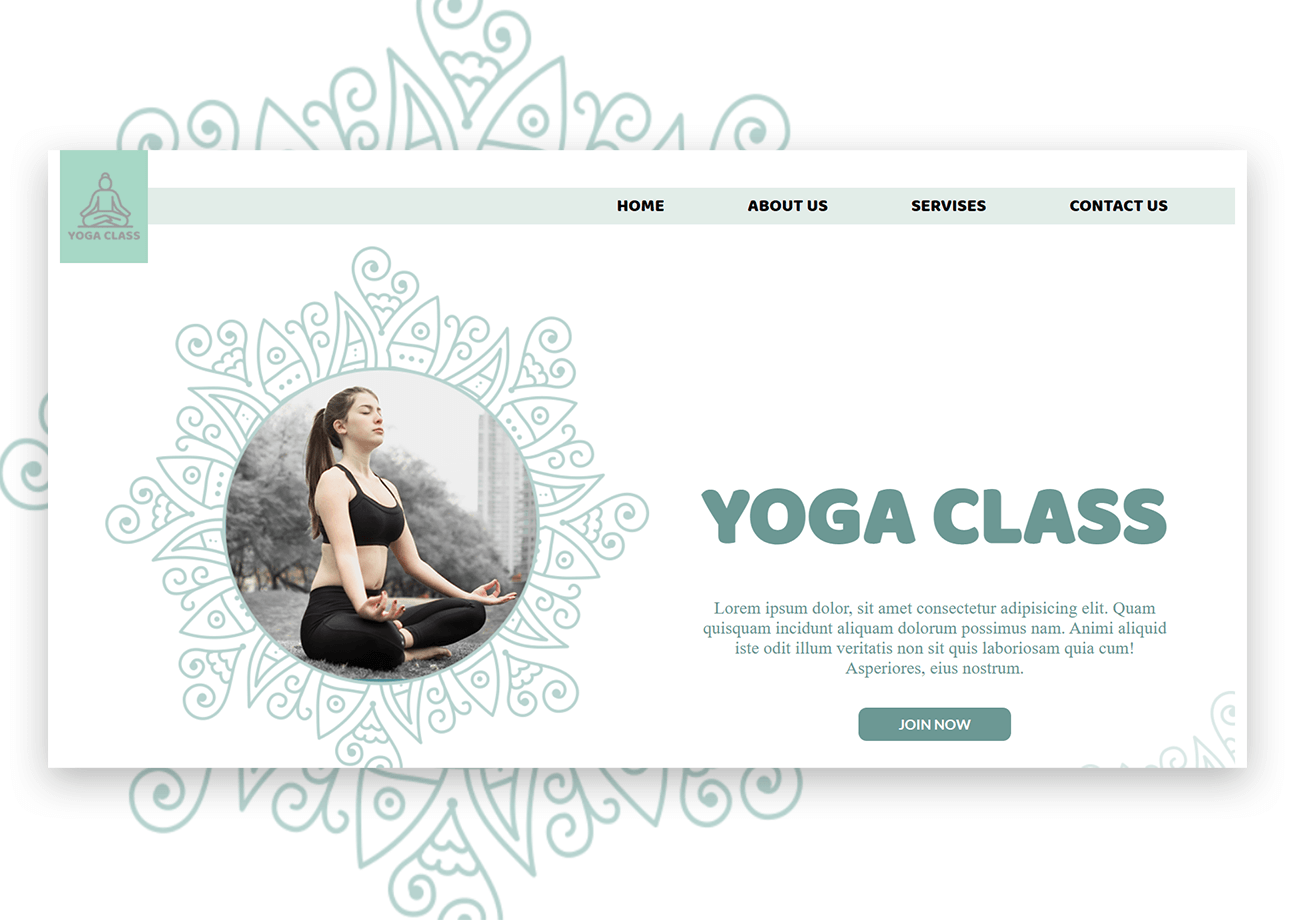 YOGA CLASS
HOME ABOUT US SERVISES CONTACT US
YOGA CLASS
Lorem ipsum dolor, sit amet consectetur adipisicing elit. Quam
quisquam incidunt aliquam dolorum possimus nam. Animi aliquid
iste odit illum veritatis non sit quis laboriosam quia cum!
Asperiores, eius nostrum.
JOIN NOW